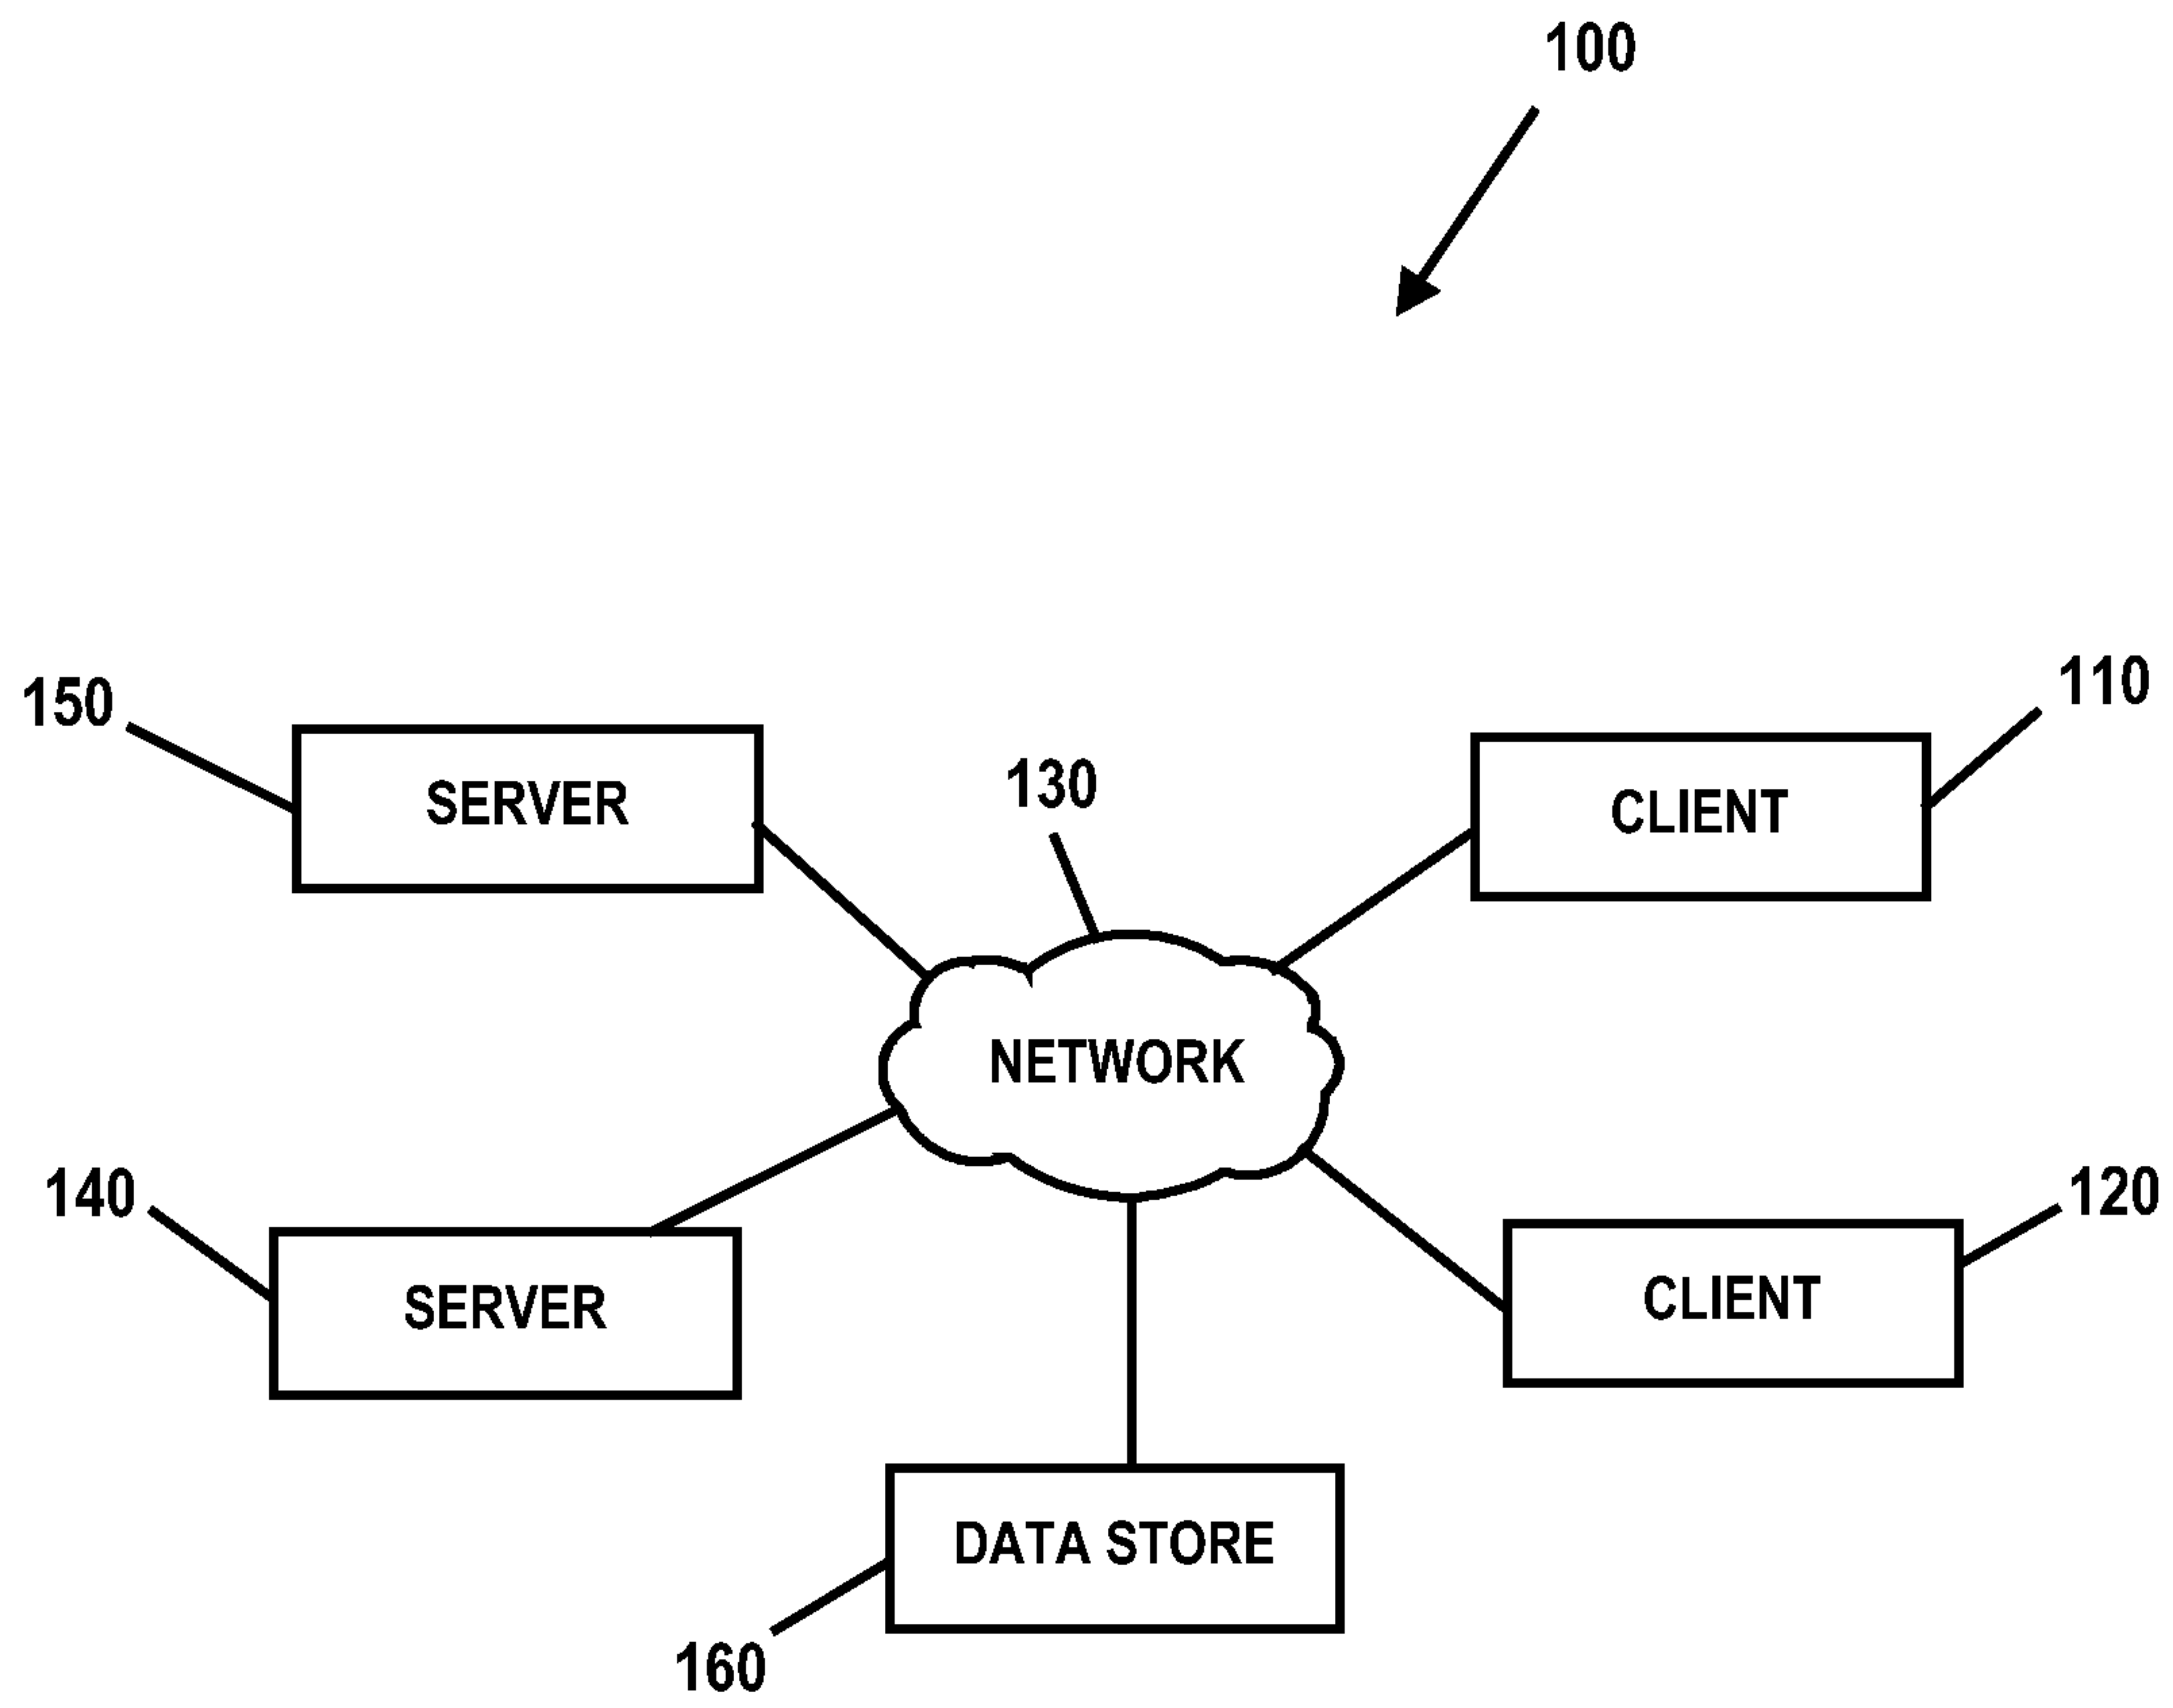 100
150
110
SERVER
130
CLIENT
NETWORK
140
120
SERVER
CLIENT
DATA STORE
160